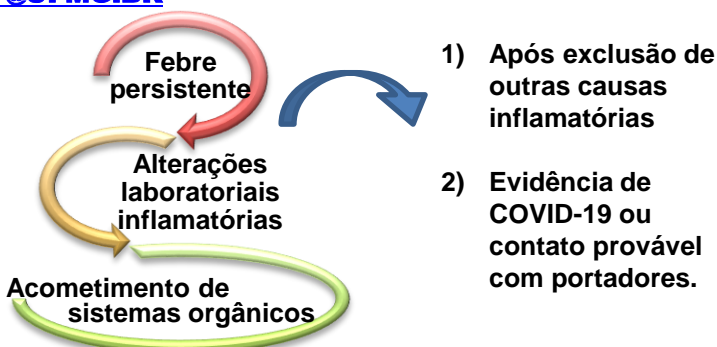 Febre
persistente
Alterações
laboratoriais
inflamatórias
Acometimento de
sistemas orgânicos
1) Após exclusão de
outras causas
inflamatórias
2) Evidência de
COVID-19 ou
contato provável
com portadores.